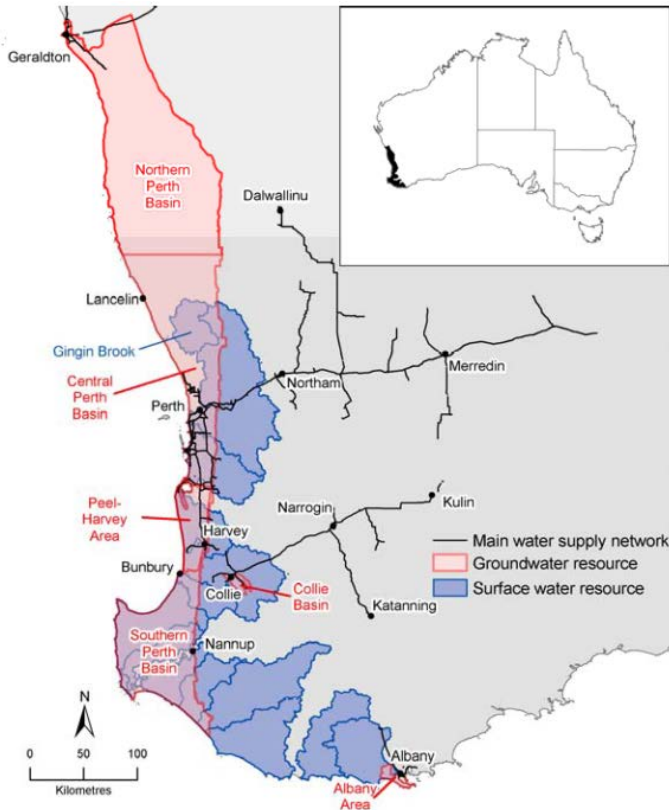 Geraldton
Northern
Perth
Basin
Dalwallinu
Lancelin
Gingin Brook
Central
Perth
Basin
Merredin
Northam
Perth
Peel-
Harvey
Area
Harvey
Narrogin
Kulin
Main water supply network
Groundwater resource
Surface water resource
Bunbury
Collie
Collie
Basin
Katanning
Southern
Perth
Basin
Nannup
N
0 50 100
Kilometres
Albany
Albany
Area